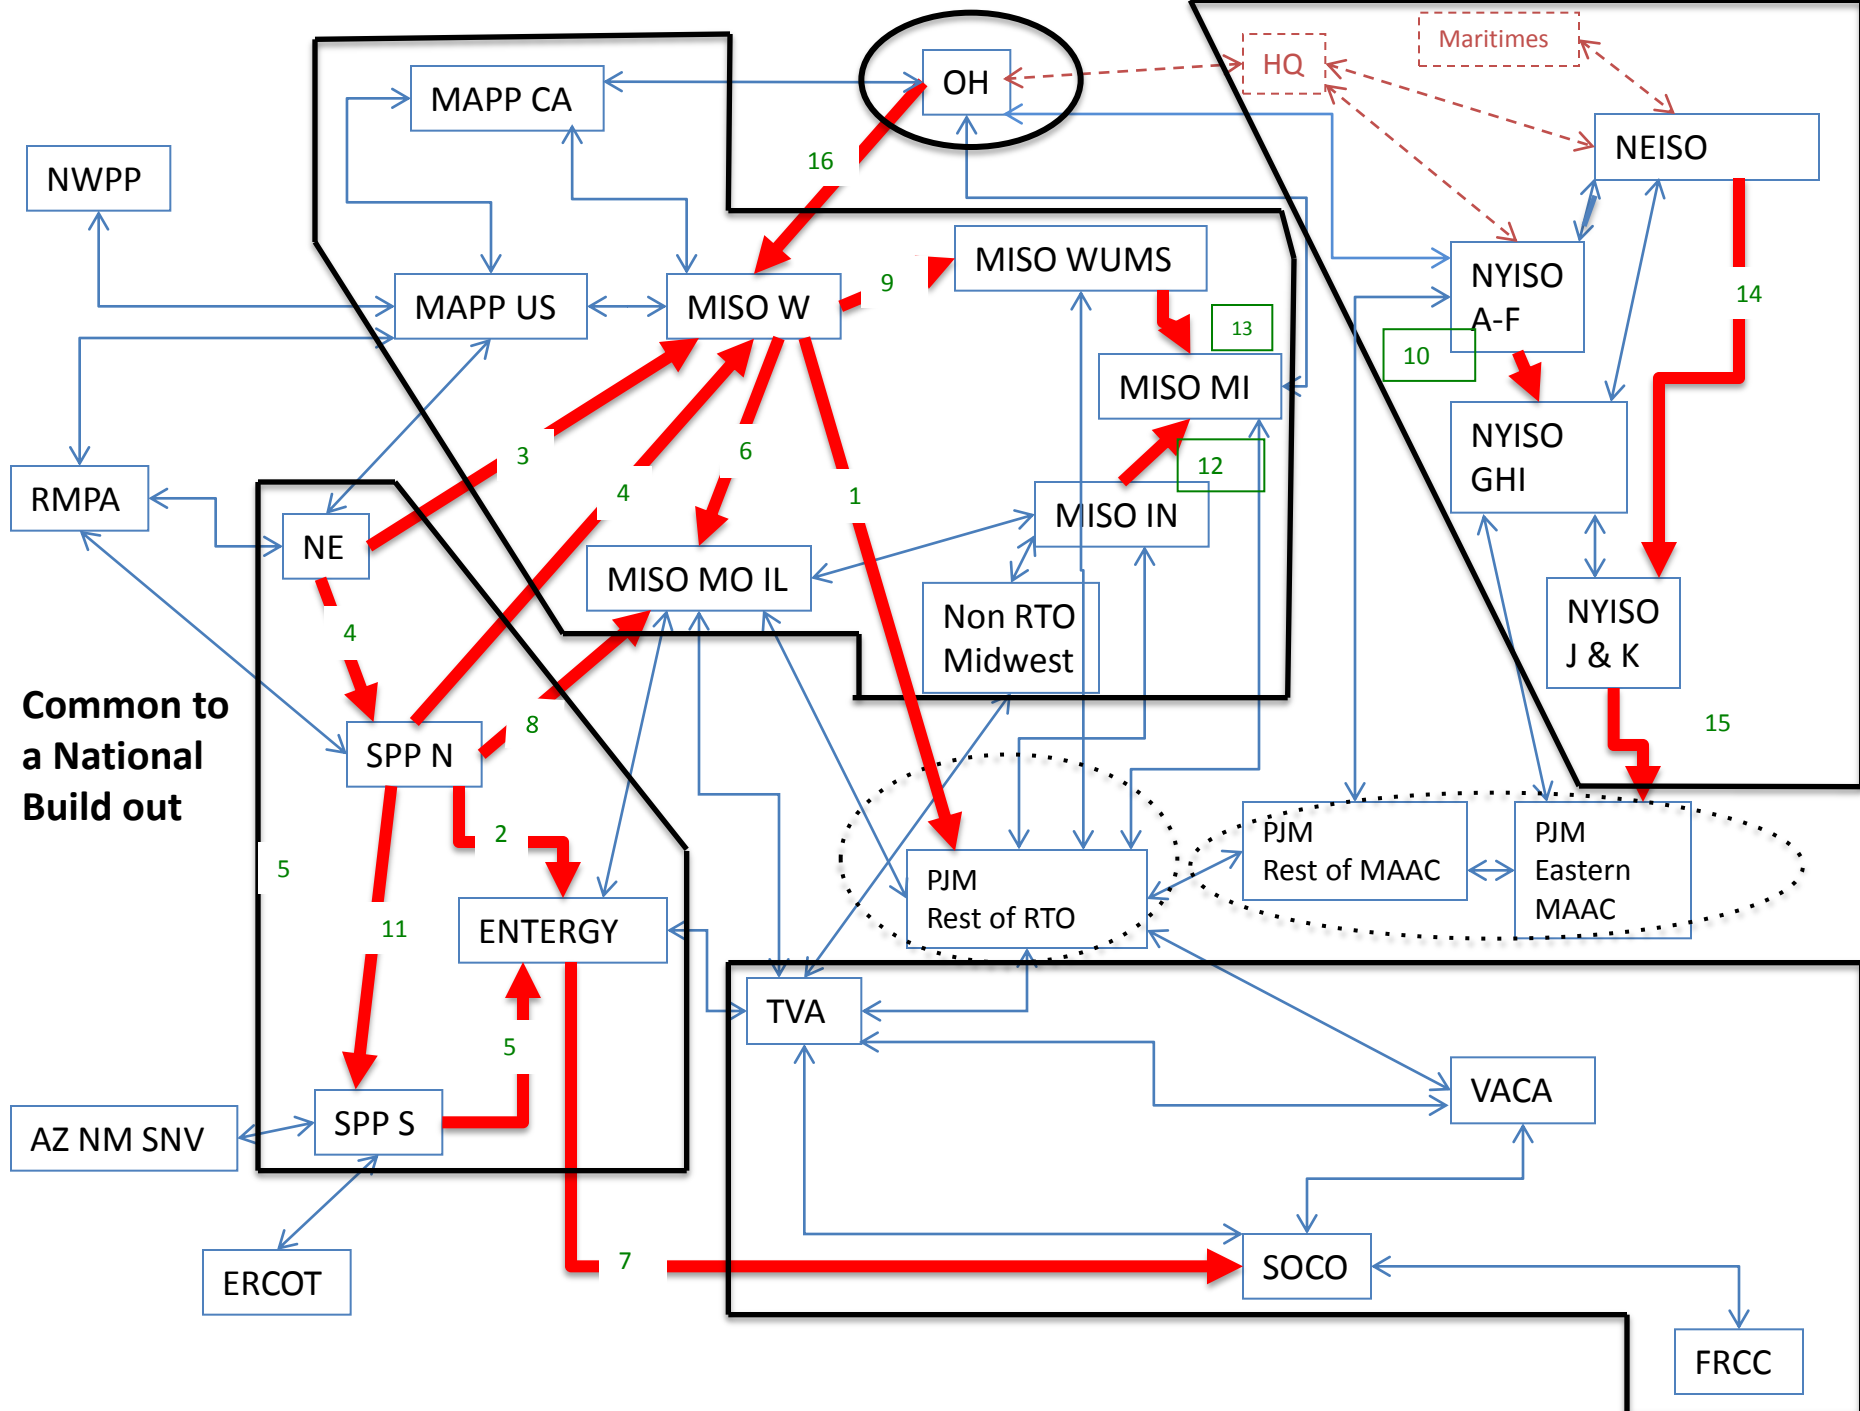 Maritimes
HQ
OH
MAPP CA
NEISO
16
NWPP
MISO WUMS
NYISO
A-F
9
MAPP US
MISO W
14
13
10
MISO MI
NYISO
GHI
3
6
12
4
1
RMPA
MISO IN
NE
MISO MO IL
NYISO
J & K
Non RTO
Midwest
4
Common to
a National
Build out
8
15
SPP N
2
PJM
Rest of MAAC
PJM
Eastern
MAAC
5
PJM
Rest of RTO
11
ENTERGY
TVA
5
VACA
SPP S
AZ NM SNV
7
SOCO
ERCOT
FRCC